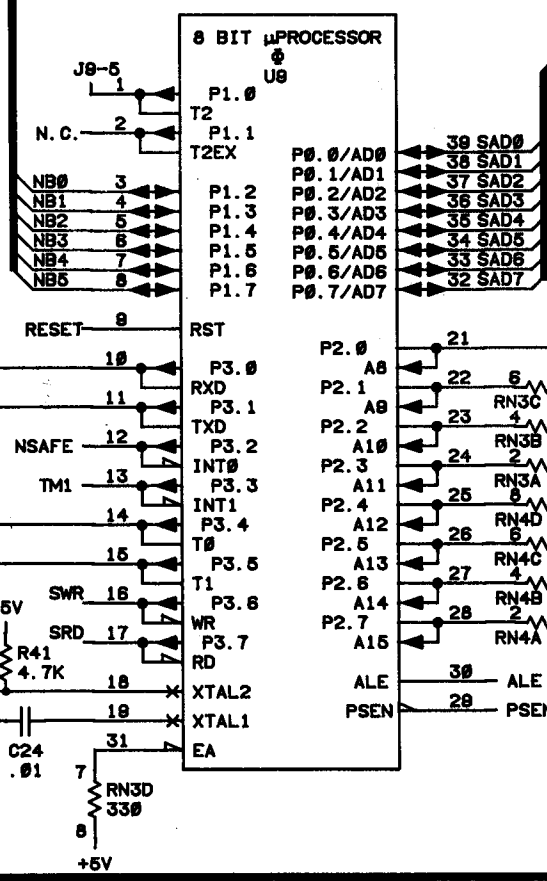 8 BIT µPROCESSOR
Φ
U9
J9-5
1 P1.0
T2
N.C. 2 P1.1
T2EX
NB0 3 P1.2
NB1 4 P1.3
NB2 5 P1.4
NB3 6 P1.5
NB4 7 P1.6
NB5 8 P1.7
P0.0/AD0 39 SAD0
P0.1/AD1 38 SAD1
P0.2/AD2 37 SAD2
P0.3/AD3 36 SAD3
P0.4/AD4 35 SAD4
P0.5/AD5 34 SAD5
P0.6/AD6 33 SAD6
P0.7/AD7 32 SAD7
RESET 9 RST
10 P3.0
RXD
11 P3.1
TXD
NSAFE 12 P3.2
INT0
TM1 13 P3.3
INT1
14 P3.4
T0
15 P3.5
T1
SWR 16 P3.6
WR
SRD 17 P3.7
RD
P2.0 21
A8
P2.1 22 6
A9 RN3C
P2.2 23 4
A10 RN3B
P2.3 24 2
A11 RN3A
P2.4 25 8
A12 RN4D
P2.5 26 6
A13 RN4C
P2.6 27 4
A14 RN4B
P2.7 28 2
A15 RN4A
5V
R41
4.7K
18 XTAL2
19 XTAL1
C24
.01
31 EA
ALE 30 ALE
PSEN 29 PSEN
7
RN3D
330
8
+5V